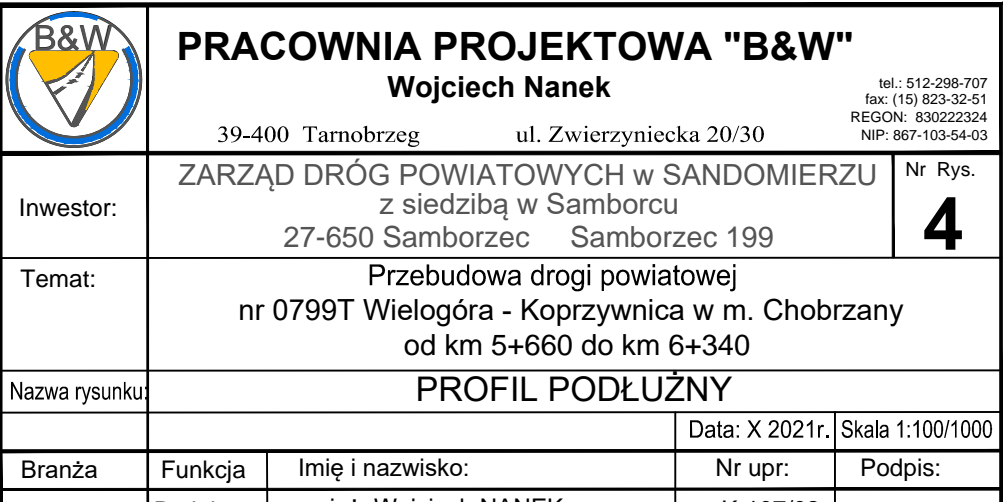 B&W
PRACOWNIA PROJEKTOWA "B&W"
Wojciech Nanek
39-400 Tarnobrzeg ul. Zwierzyniecka 20/30
tel.: 512-298-707
fax: (15) 823-32-51
REGON: 830222324
NIP: 867-103-54-03
Inwestor:
ZARZĄD DRÓG POWIATOWYCH w SANDOMIERZU
z siedzibą w Samborcu
27-650 Samborzec Samborzec 199
Nr Rys.
4
Temat:
Przebudowa drogi powiatowej
nr 0799T Wielogóra - Koprzywnica w m. Chobrzany
od km 5+660 do km 6+340
Nazwa rysunku:
PROFIL PODŁUŻNY
Data: X 2021r. Skala 1:100/1000
Branża Funkcja Imię i nazwisko: Nr upr: Podpis:
Wojciech NANEK